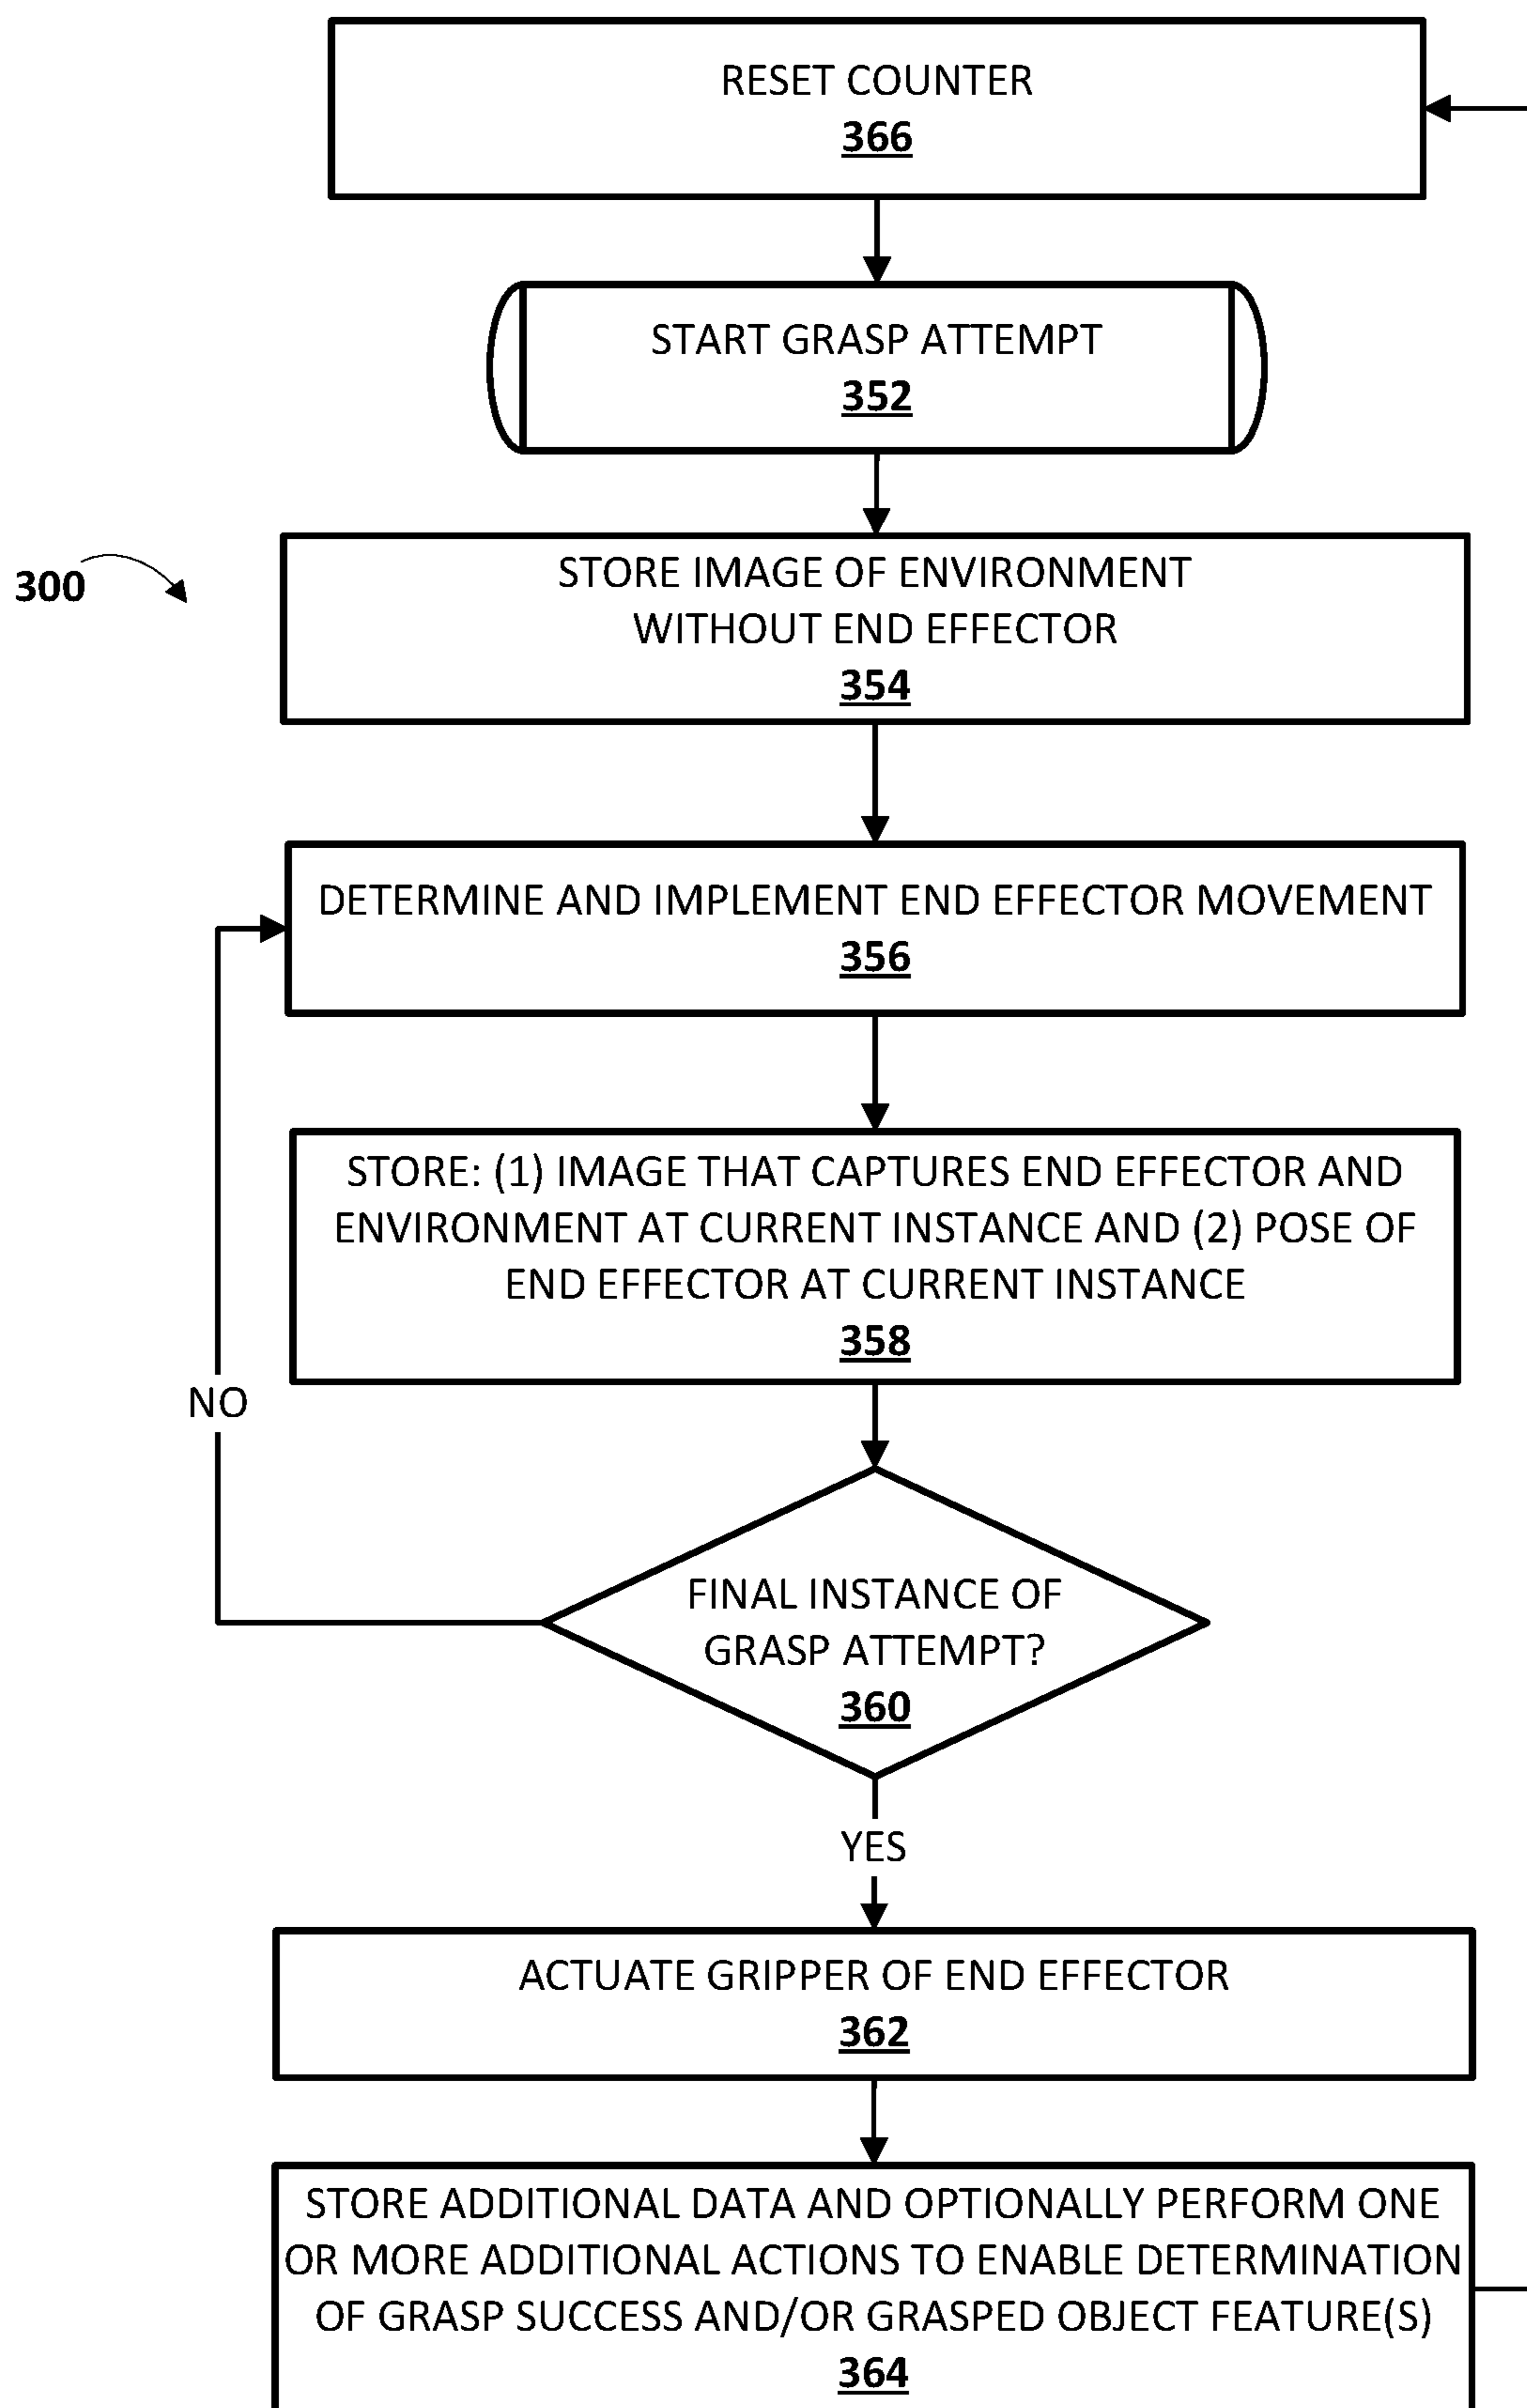 RESET COUNTER
366
START GRASP ATTEMPT
352
STORE IMAGE OF ENVIRONMENT
WITHOUT END EFFECTOR
354
300
DETERMINE AND IMPLEMENT END EFFECTOR MOVEMENT
356
STORE: (1) IMAGE THAT CAPTURES END EFFECTOR AND
ENVIRONMENT AT CURRENT INSTANCE AND (2) POSE OF
END EFFECTOR AT CURRENT INSTANCE
358
NO
FINAL INSTANCE OF
GRASP ATTEMPT?
360
YES
ACTUATE GRIPPER OF END EFFECTOR
362
STORE ADDITIONAL DATA AND OPTIONALLY PERFORM ONE
OR MORE ADDITIONAL ACTIONS TO ENABLE DETERMINATION
OF GRASP SUCCESS AND/OR GRASPED OBJECT FEATURE(S)
364